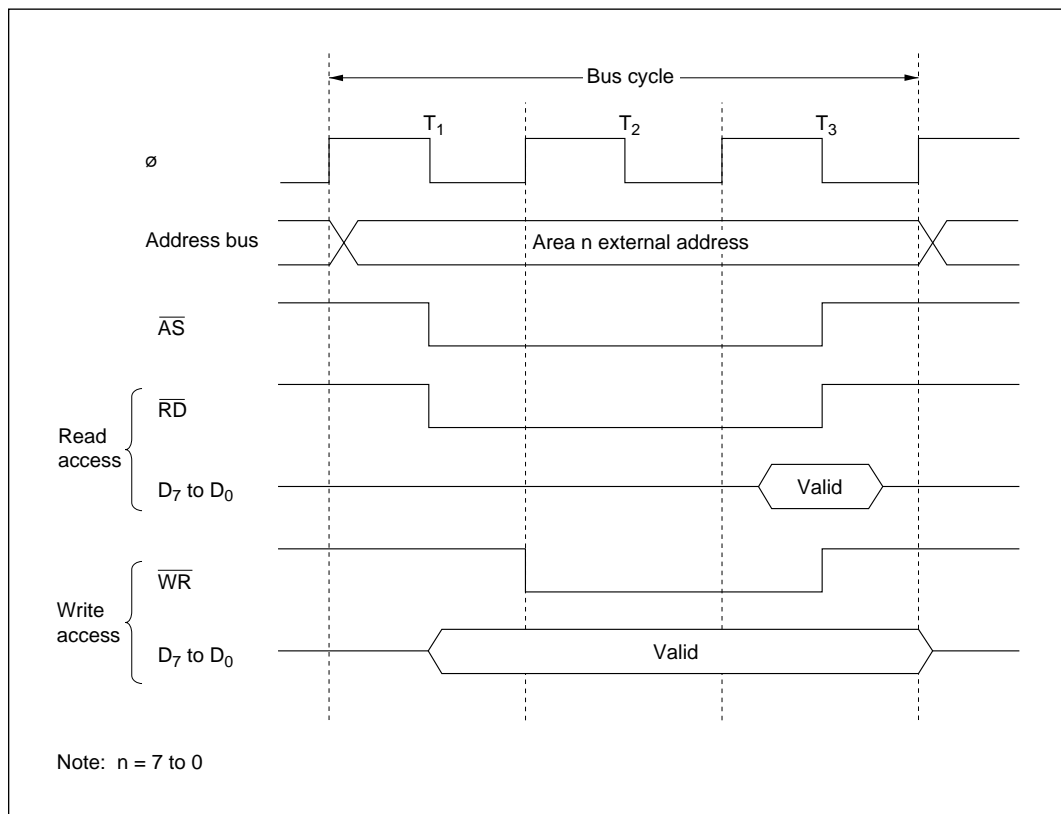 Bus cycle
T1 T2 T3
ø
Address bus Area n external address
AS
RD
Read
access
D7 to D0 Valid
WR
Write
access
D7 to D0 Valid
Note: n = 7 to 0